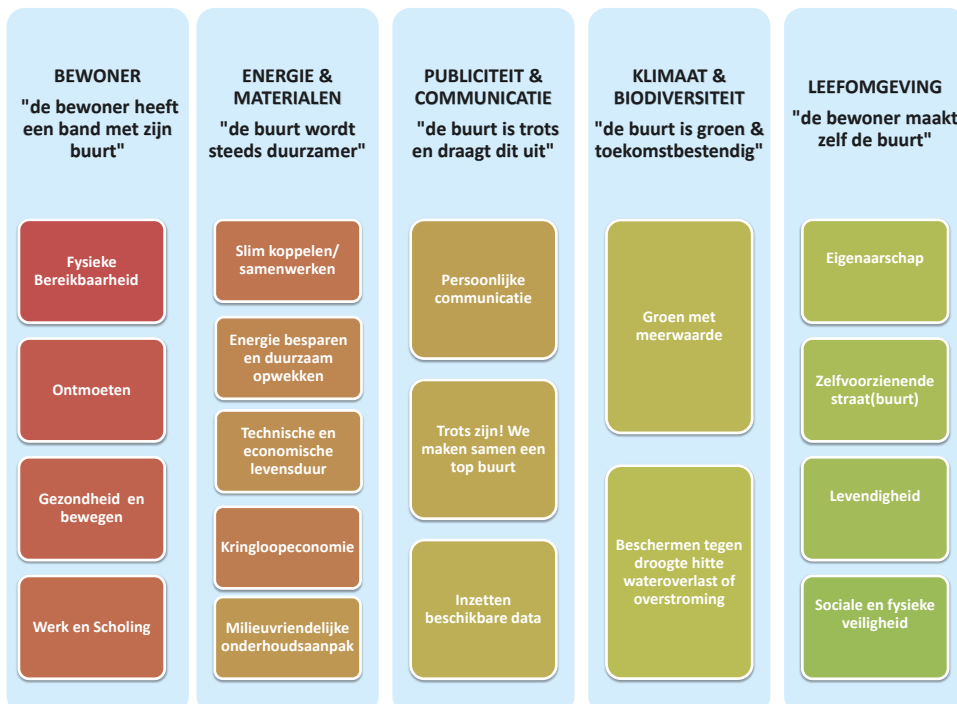 BEWONER
"de bewoner heeft
een band met zijn
buurt"
Fysieke
Bereikbaarheid
Ontmoeten
Gezondheid en
bewegen
Werk en Scholing
ENERGIE &
MATERIALEN
"de buurt wordt
steeds duurzamer"
Slim koppelen/
samenwerken
Energie besparen
en duurzaam
opwekken
Technische en
economische
levensduur
Kringloopeconomie
Milieuvriendelijke
onderhoudsaanpak
PUBLICITEIT &
COMMUNICATIE
"de buurt is trots
en draagt dit uit"
Persoonlijke
communicatie
Trots zijn! We
maken samen een
top buurt
Inzetten
beschikbare data
KLIMAAT &
BIODIVERSITEIT
"de buurt is groen &
toekomstbestendig"
Groen met
meerwaarde
Beschermen tegen
droogte hitte
wateroverlast of
overstroming
LEEFOMGEVING
"de bewoner maakt
zelf de buurt"
Eigenaarschap
Zelfvoorzienende
straat(buurt)
Levendigheid
Sociale en fysieke
veiligheid